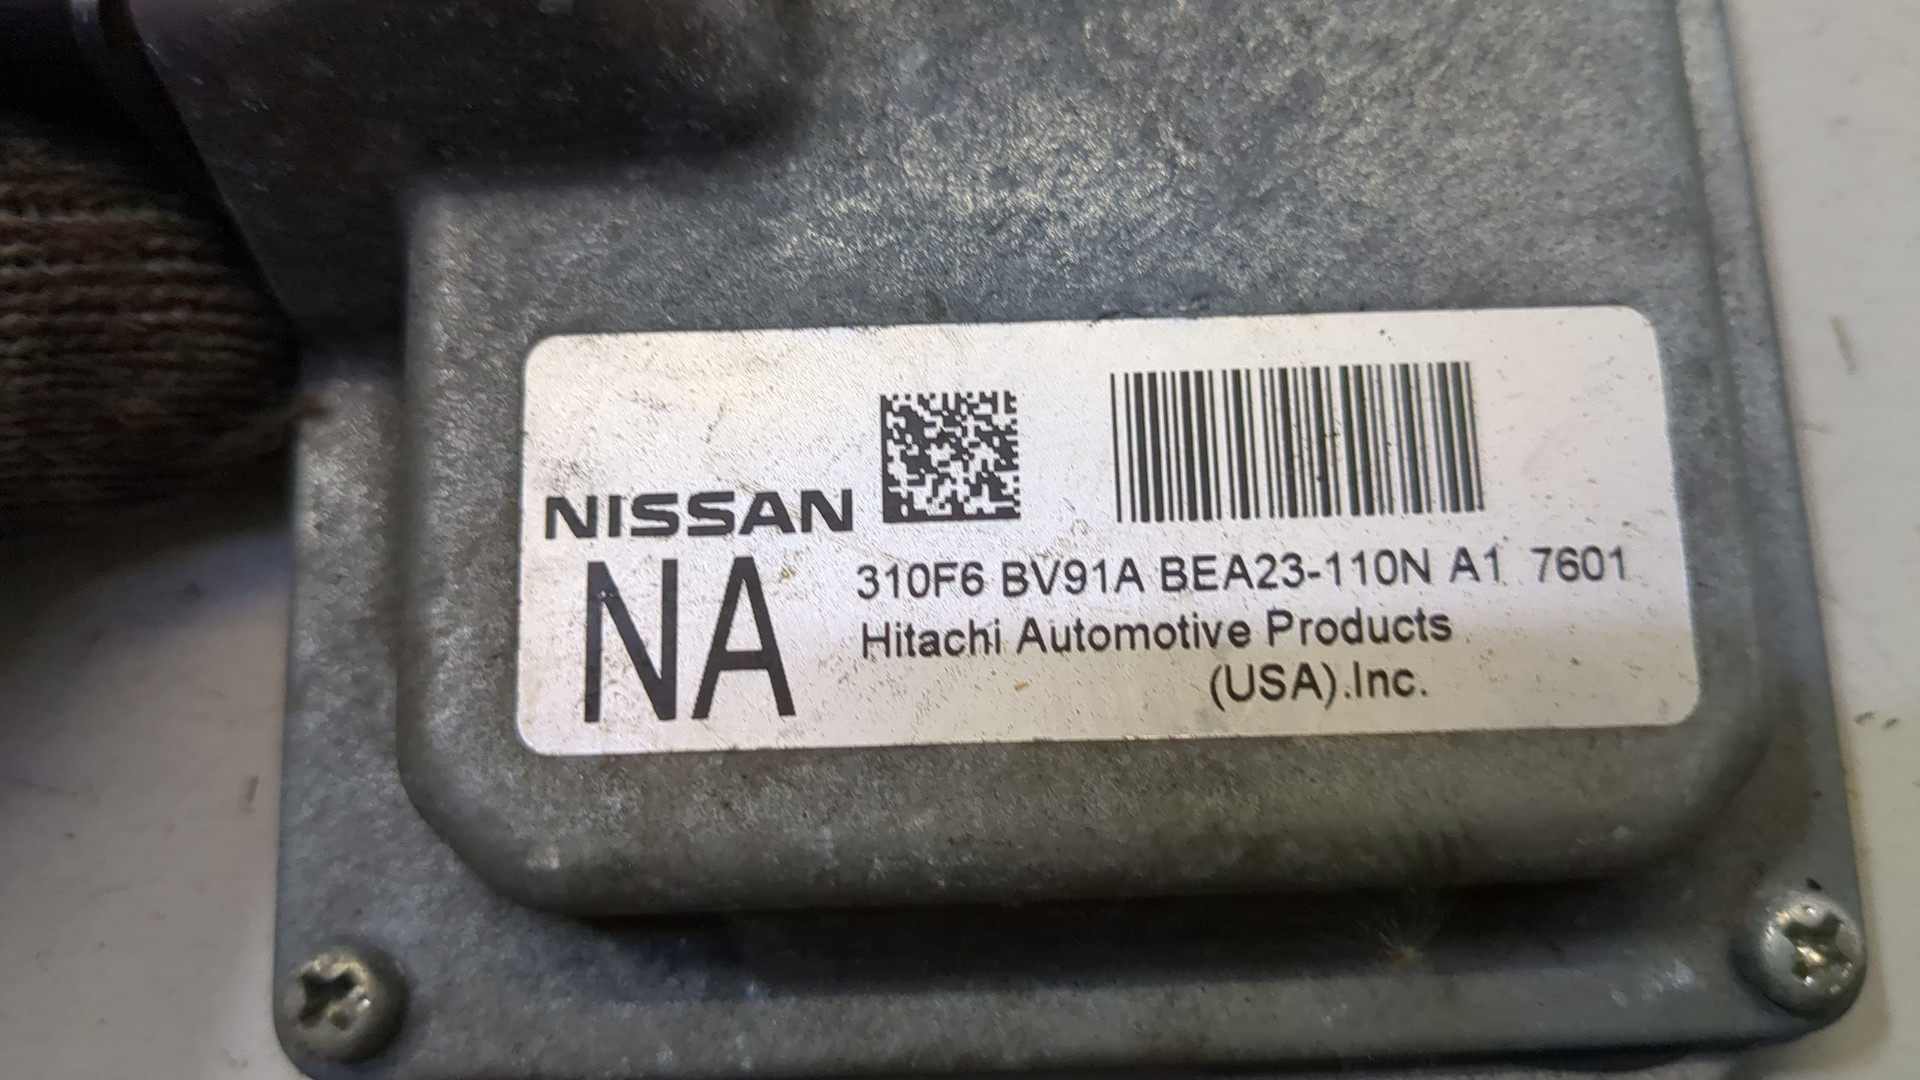 NISSAN
NA
310F6 BV91A BEA23-110N A1 7601
Hitachi Automotive Products
(USA).Inc.